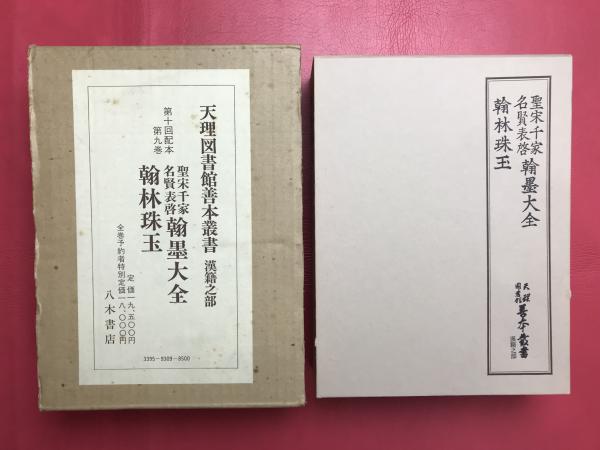 天理図書館善本叢書 漢籍之部
第十回配本
第九巻
聖宋千家
名賢表啓 翰墨大全
翰林珠玉
定価一九、五〇〇円
全巻予約者特別定価一八、〇〇〇円
八木書店
3395-9309-8500
聖宋千家
名賢表啓 翰墨大全
翰林珠玉
天理
図書館
善本叢書
漢籍之部